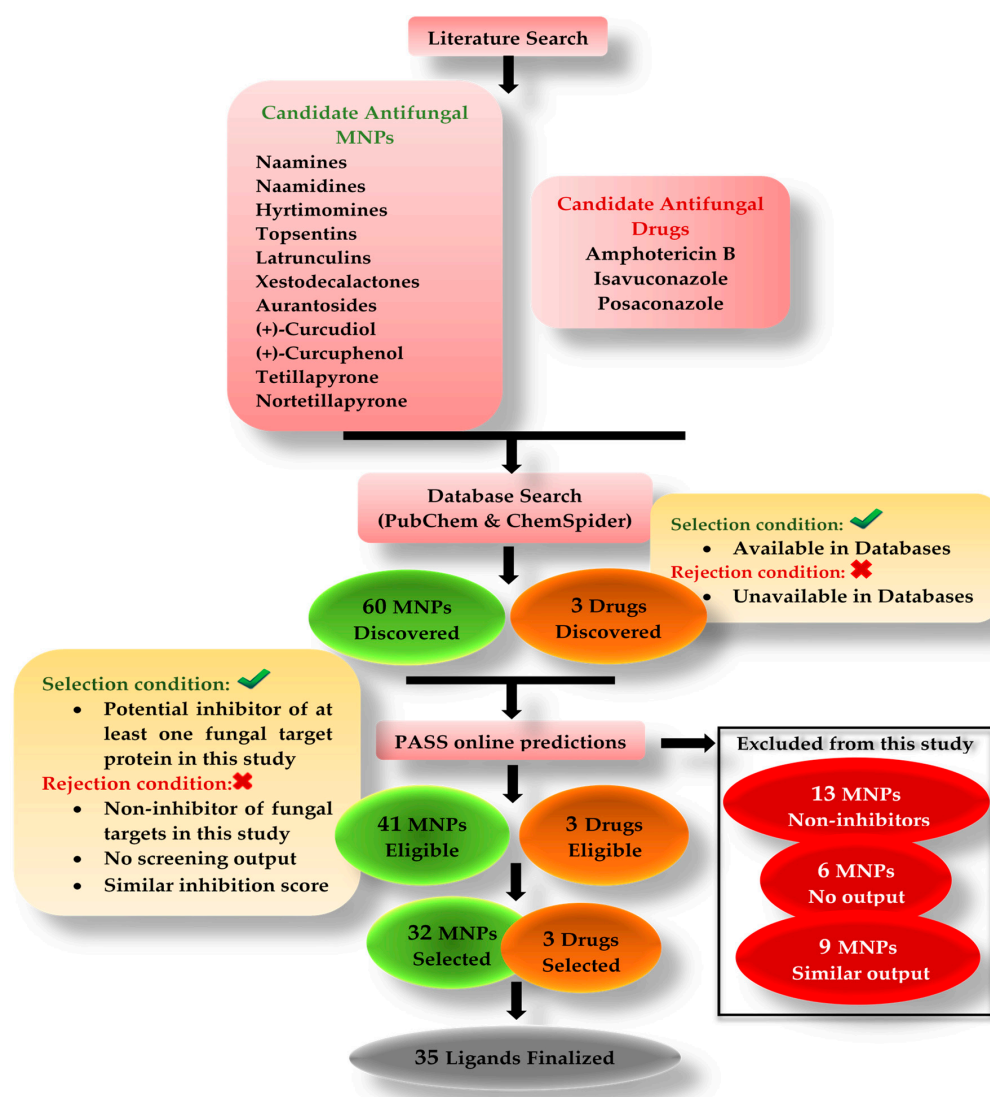 Literature Search
Candidate Antifungal
MNPs
Naamines
Naamidines
Hyrtimomines
Topsentins
Latrunculins
Xestodecalactones
Aurantosides
(+)-Curcudiol
(+)-Curcuphenol
Tetillapyrone
Nortetillapyrone
Candidate Antifungal
Drugs
Amphotericin B
Isavuconazole
Posaconazole
Database Search
(PubChem & ChemSpider)
Selection condition:
• Available in Databases
Rejection condition:
• Unavailable in Databases
60 MNPs
Discovered
3 Drugs
Discovered
Selection condition:
• Potential inhibitor of at
least one fungal target
protein in this study
Rejection condition:
• Non-inhibitor of fungal
targets in this study
• No screening output
• Similar inhibition score
PASS online predictions
Excluded from this study
13 MNPs
Non-inhibitors
6 MNPs
No output
9 MNPs
Similar output
41 MNPs
Eligible
3 Drugs
Eligible
32 MNPs
Selected
3 Drugs
Selected
35 Ligands Finalized